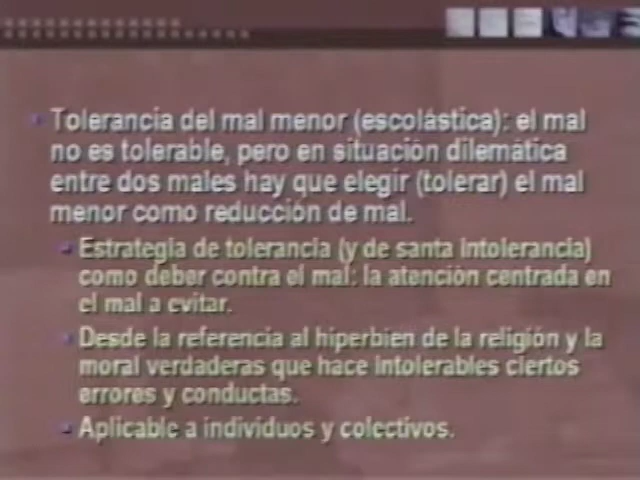 Tolerancia del mal menor (escolástica): el mal
no es tolerable, pero en situación dilemática
entre dos males hay que elegir (tolerar) el mal
menor como reducción de mal.
Estrategia de tolerancia (y de santa intolerancia)
como deber contra el mal: la atención centrada en
el mal a evitar.
Desde la referencia al hiperbien de la religión y la
moral verdaderas que hace intolerables ciertos
errores y conductas.
Aplicable a individuos y colectivos.